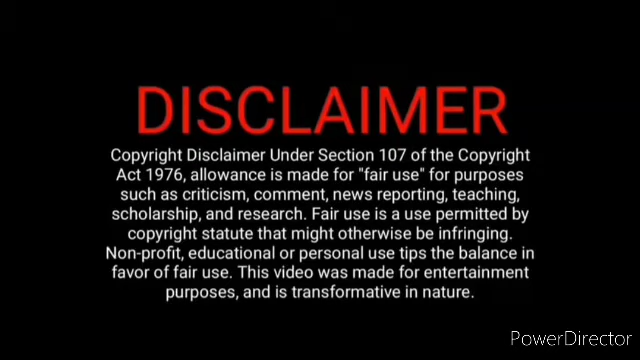 DISCLAIMER
Copyright Disclaimer Under Section 107 of the Copyright
Act 1976, allowance is made for "fair use" for purposes
such as criticism, comment, news reporting, teaching,
scholarship, and research. Fair use is a use permitted by
copyright statute that might otherwise be infringing.
Non-profit, educational or personal use tips the balance in
favor of fair use. This video was made for entertainment
purposes, and is transformative in nature.
PowerDirector